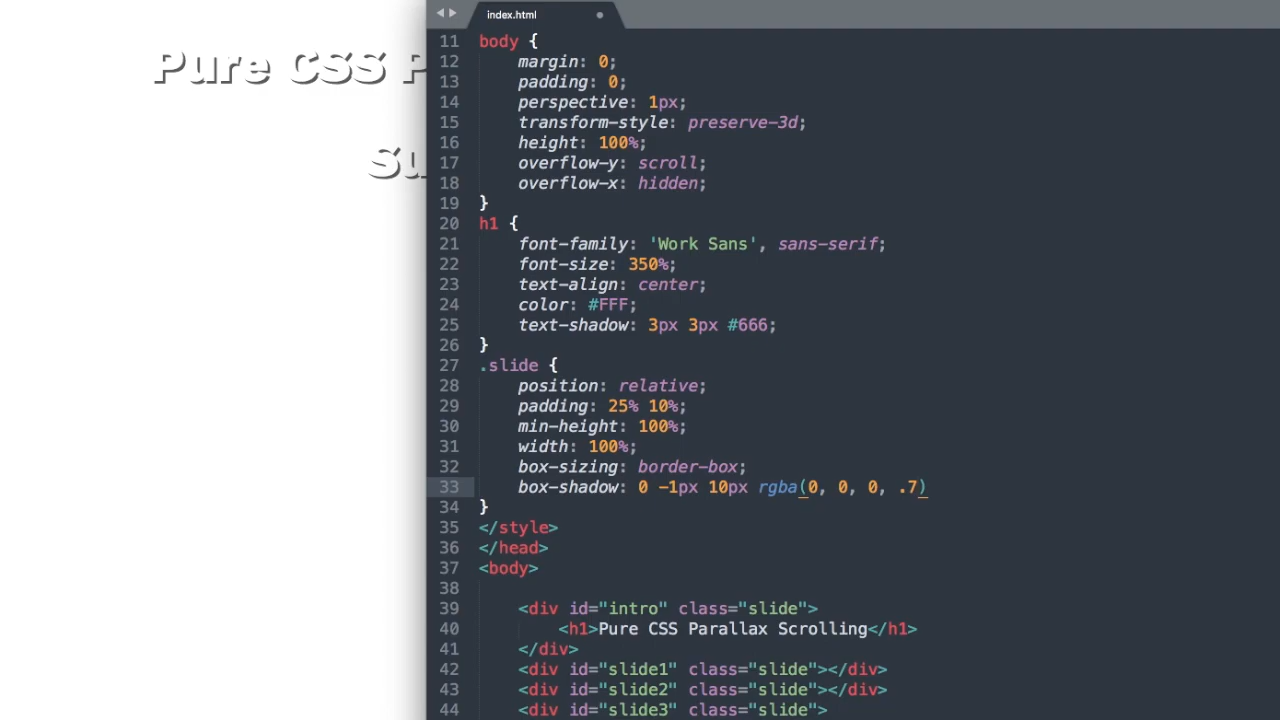 index.html
Pure CSS P
Su
11 body {
12 margin: 0;
13 padding: 0;
14 perspective: 1px;
15 transform-style: preserve-3d;
16 height: 100%;
17 overflow-y: scroll;
18 overflow-x: hidden;
19 }
20 h1 {
21 font-family: 'Work Sans', sans-serif;
22 font-size: 350%;
23 text-align: center;
24 color: #FFF;
25 text-shadow: 3px 3px #666;
26 }
27 .slide {
28 position: relative;
29 padding: 25% 10%;
30 min-height: 100%;
31 width: 100%;
32 box-sizing: border-box;
33 box-shadow: 0 -1px 10px rgba(0, 0, 0, .7)
34 }
35 </style>
36 </head>
37 <body>
38
39 <div id="intro" class="slide">
40 <h1>Pure CSS Parallax Scrolling</h1>
41 </div>
42 <div id="slide1" class="slide"></div>
43 <div id="slide2" class="slide"></div>
44 <div id="slide3" class="slide">